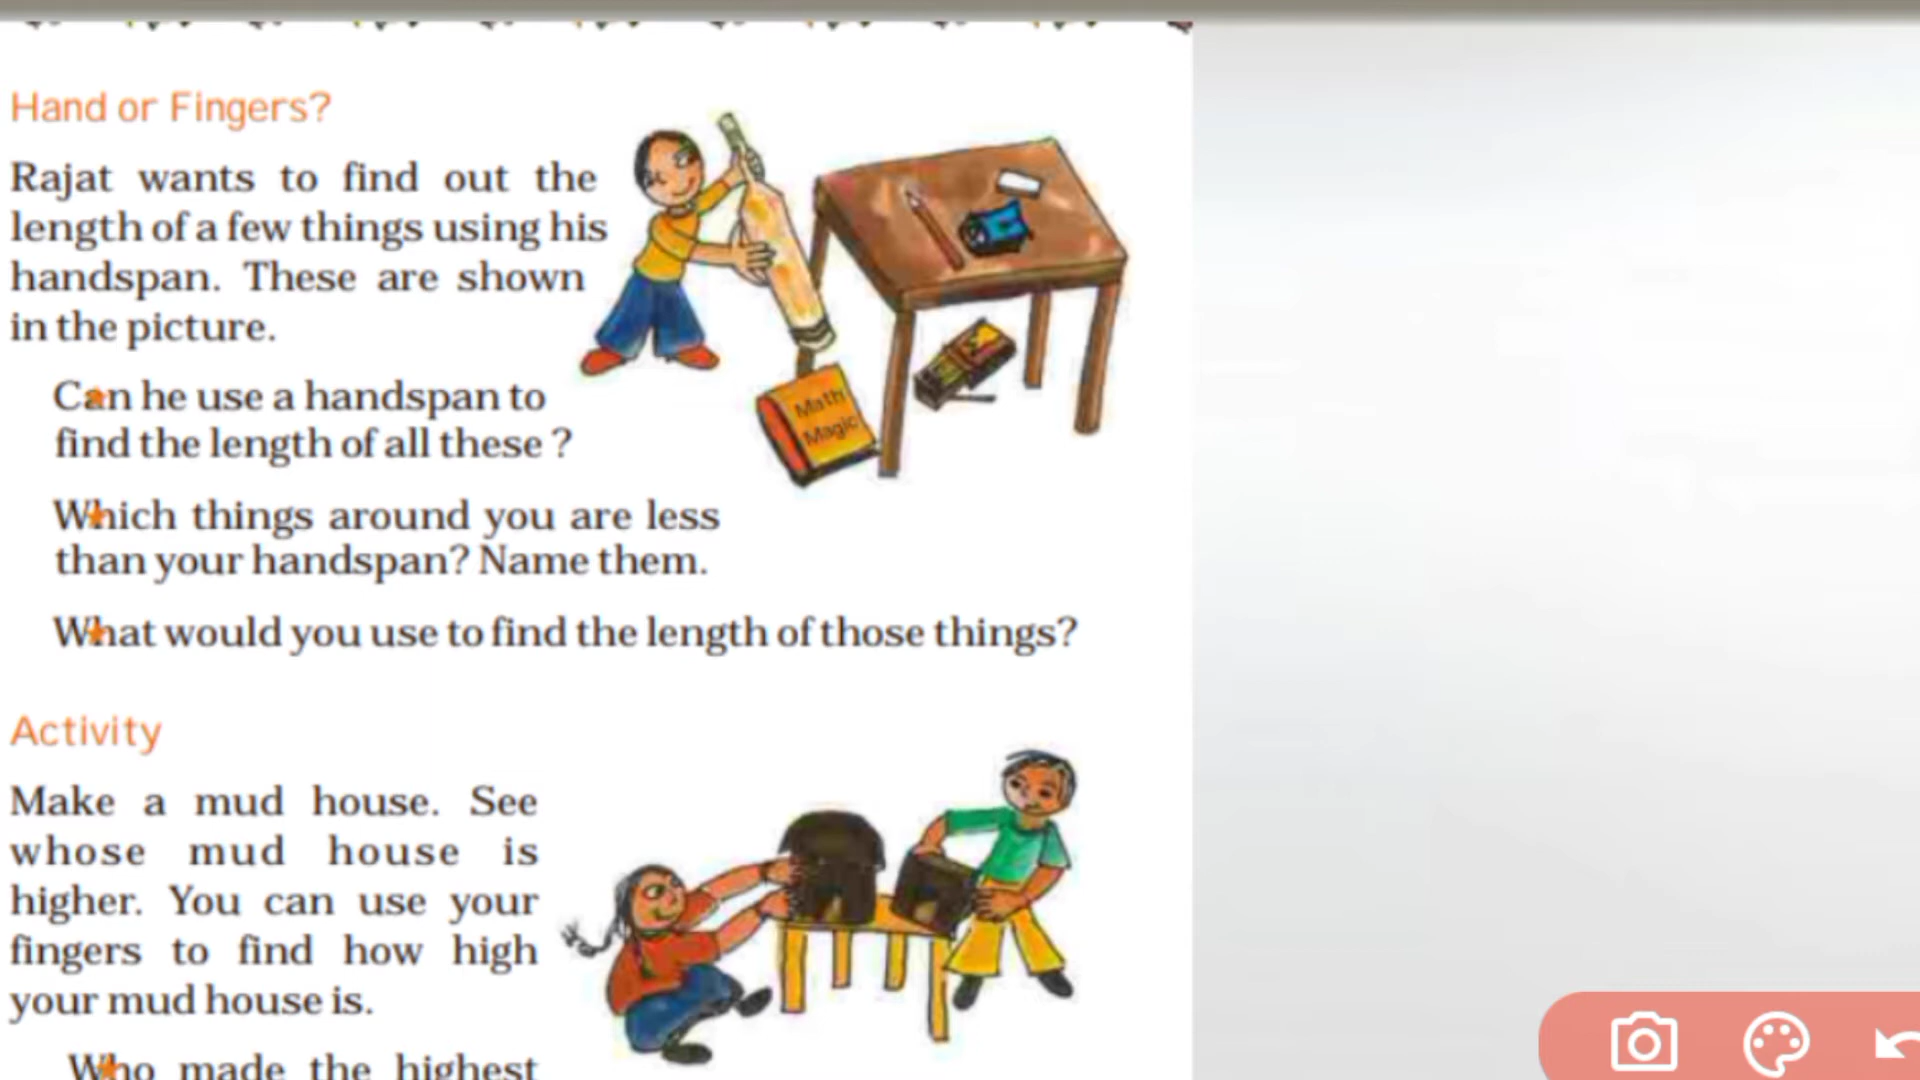 Hand or Fingers?
Rajat wants to find out the
length of a few things using his
handspan. These are shown
in the picture.
Can he use a handspan to
find the length of all these ?
Math
Magic
Which things around you are less
than your handspan? Name them.
What would you use to find the length of those things?
Activity
Make a mud house. See
whose mud house is
higher. You can use your
fingers to find how high
your mud house is.
Who made the highest